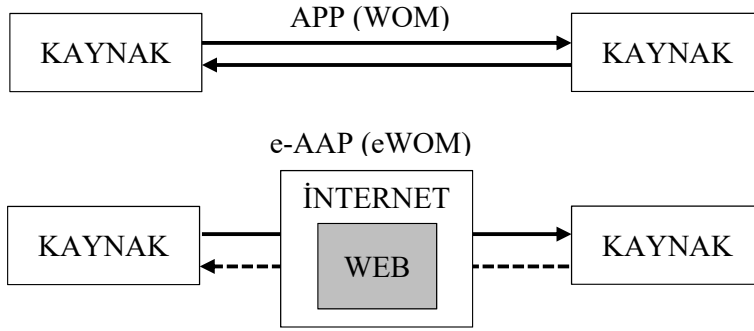 APP (WOM)
KAYNAK
KAYNAK
e-AAP (eWOM)
İNTERNET
KAYNAK
WEB
KAYNAK